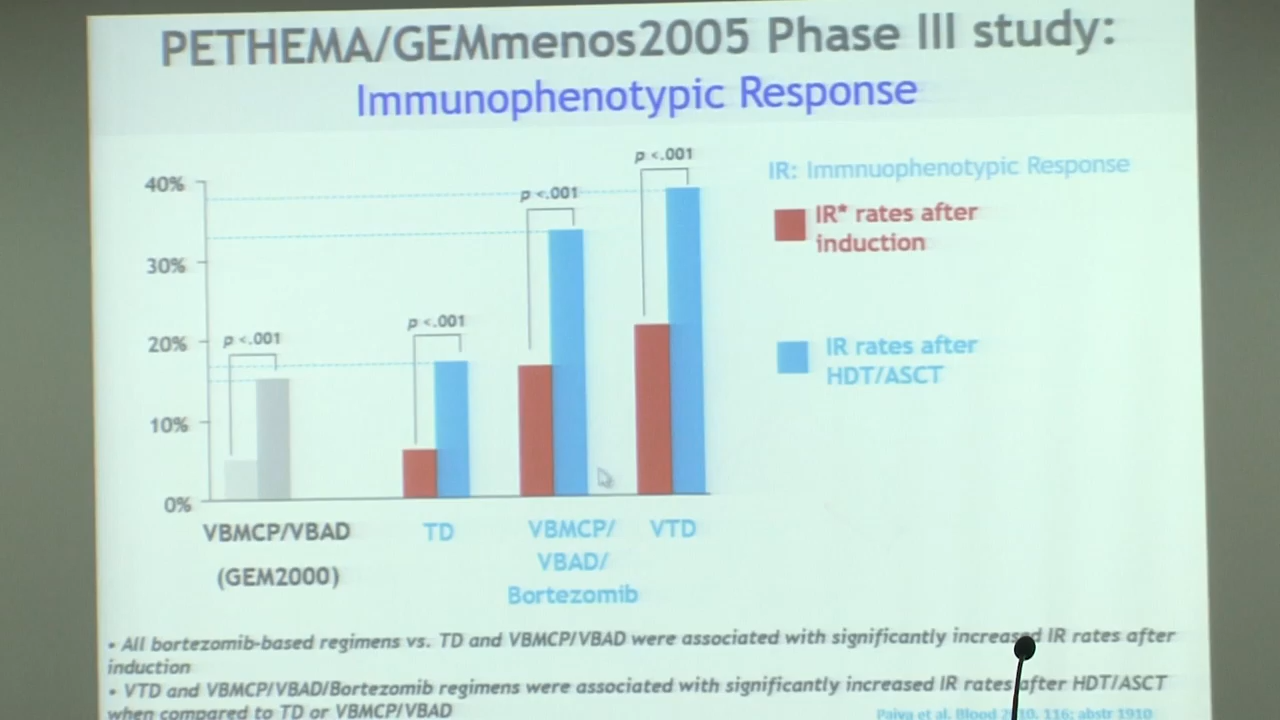 PETHEMA/GEMmenos2005 Phase III study:
Immunophenotypic Response
p <.001
40%
p <.001
30%
p <.001
20%
p <.001
10%
0%
IR: Immnuophenotypic Response
IR* rates after
induction
IR rates after
HDT/ASCT
VBMCP/VBAD
(GEM2000)
TD
VBMCP/
VBAD/
Bortezomib
VTD
• All bortezomib-based regimens vs. TD and VBMCP/VBAD were associated with significantly increased IR rates after
induction
• VTD and VBMCP/VBAD/Bortezomib regimens were associated with significantly increased IR rates after HDT/ASCT
when compared to TD or VBMCP/VBAD
Paiva et al. Blood 2010. 116; abstr 1910